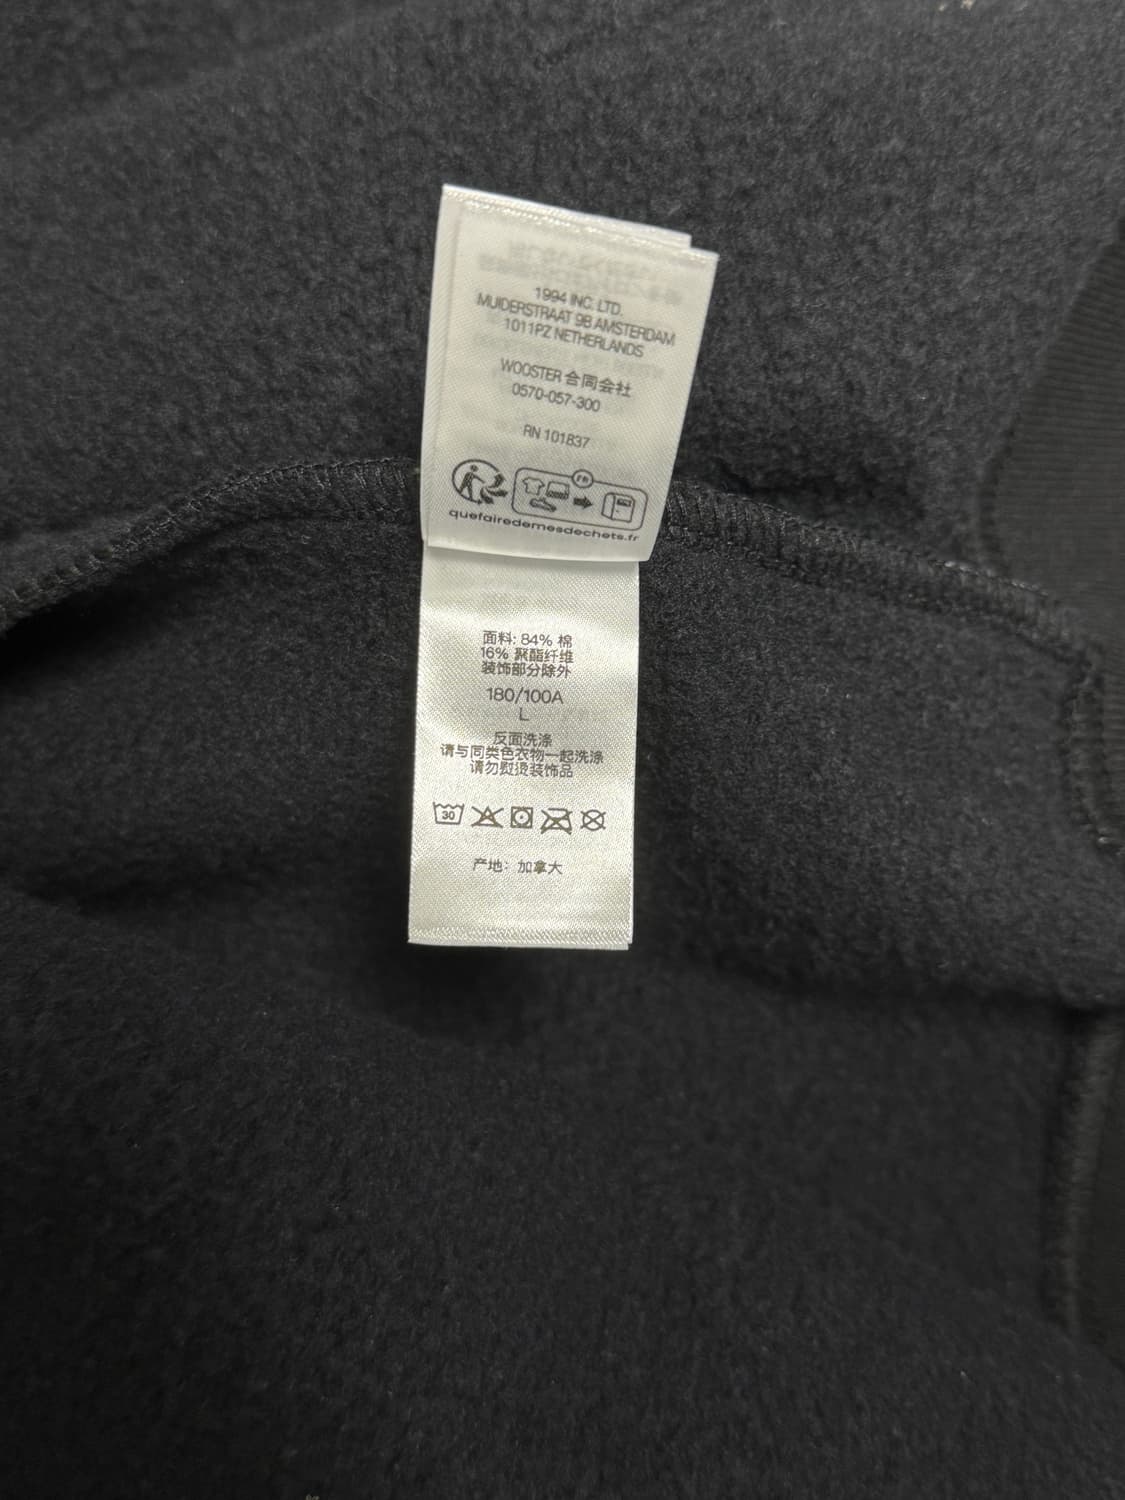 1994 INC. LTD.
MUIDERSTRAAT 9B AMSTERDAM
1011PZ NETHERLANDS
WOOSTER 合同会社
0570-057-300
RN 101837
FR
quefairedemesdechets.fr
面料: 84% 棉
16% 聚酯纤维
装饰部分除外
180/100A
L
反面洗涤
请与同类色衣物一起洗涤
请勿熨烫装饰品
30
产地: 加拿大